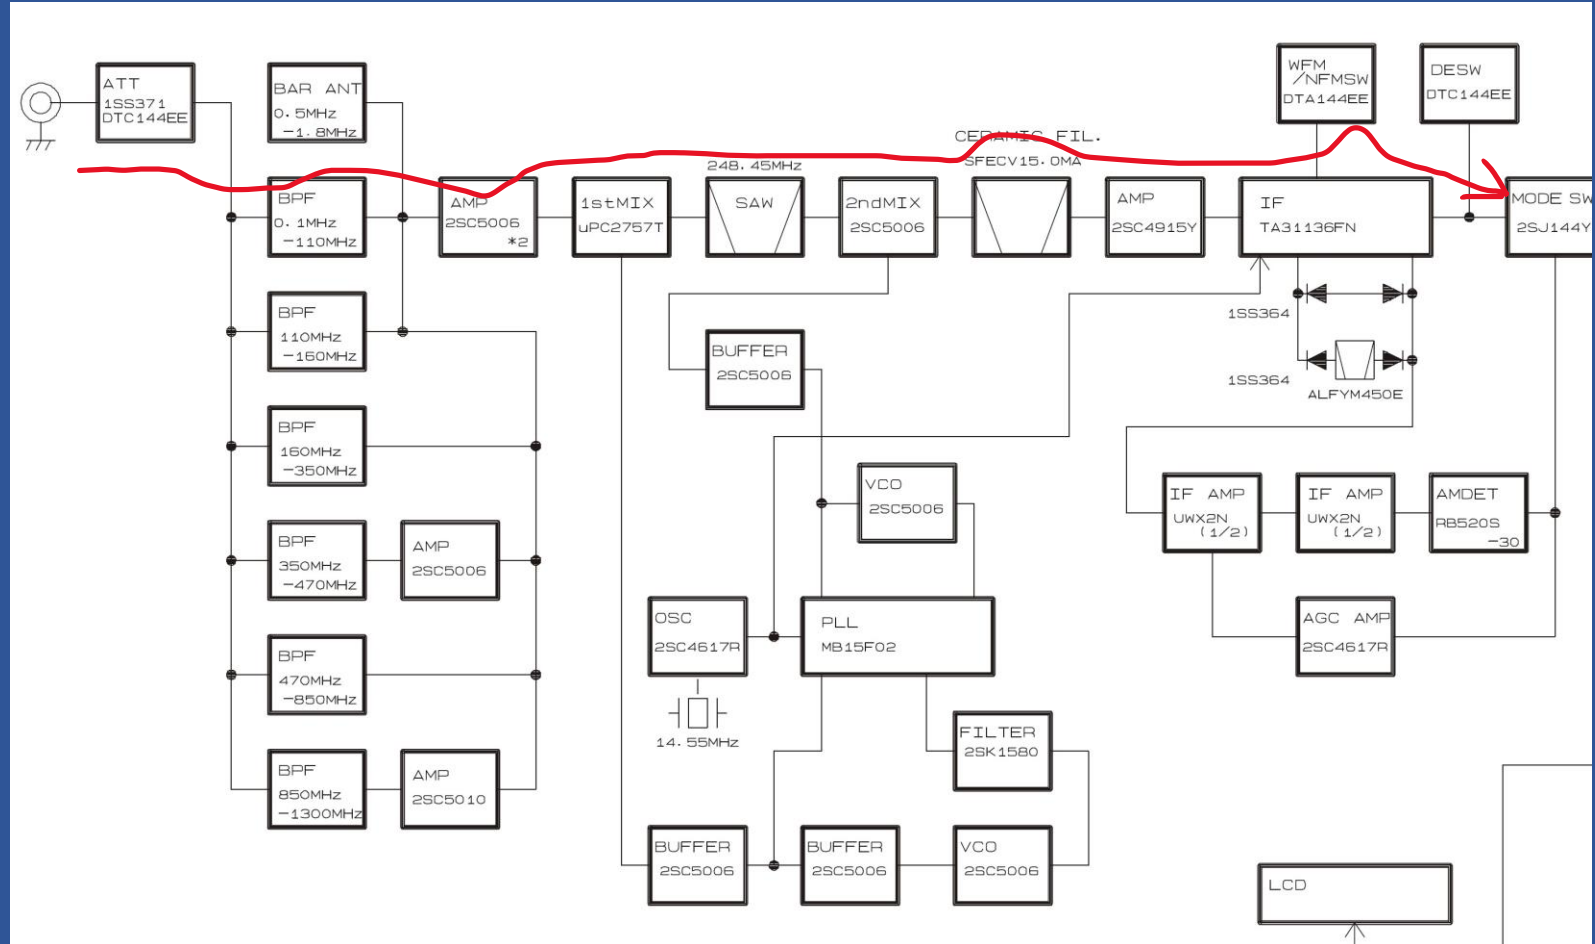 ATT
1SS371
DTC144EE
BAR ANT
0.5MHz
-1.8MHz
BPF
0.1MHz
-110MHz
BPF
110MHz
-160MHz
BPF
160MHz
-350MHz
BPF
350MHz
-470MHz
AMP
2SC5006
BPF
470MHz
-850MHz
BPF
850MHz
-1300MHz
AMP
2SC5010
AMP
2SC5006
*2
1stMIX
uPC2757T
248.45MHz
SAW
2ndMIX
2SC5006
CERAMIC FIL.
SFECV15.0MA
AMP
2SC4915Y
WFM
/NFMSW
DTA144EE
DESW
DTC144EE
IF
TA31136FN
MODE SW
2SJ144Y
1SS364
1SS364
ALFYM450E
BUFFER
2SC5006
VCO
2SC5006
IF AMP
UWX2N
(1/2)
IF AMP
UWX2N
(1/2)
AMDET
RB520S
-30
AGC AMP
2SC4617R
OSC
2SC4617R
14.55MHz
PLL
MB15F02
FILTER
2SK1580
BUFFER
2SC5006
BUFFER
2SC5006
VCO
2SC5006
LCD